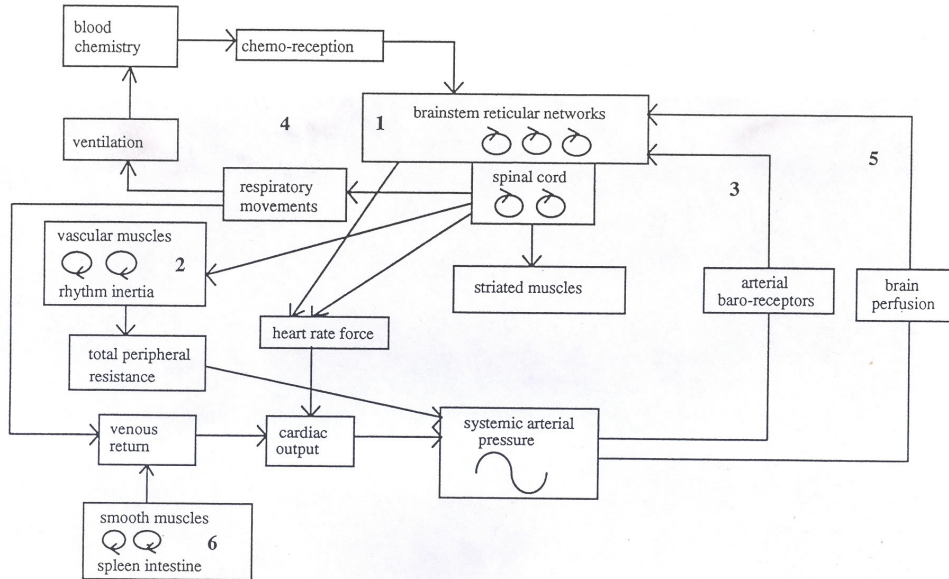 blood
chemistry
chemo-reception
brainstem reticular networks
1
4
5
ventilation
spinal cord
3
respiratory
movements
vascular muscles
2
rhythm inertia
striated muscles
arterial
baro-receptors
brain
perfusion
heart rate force
total peripheral
resistance
venous
return
cardiac
output
systemic arterial
pressure
smooth muscles
6
spleen intestine